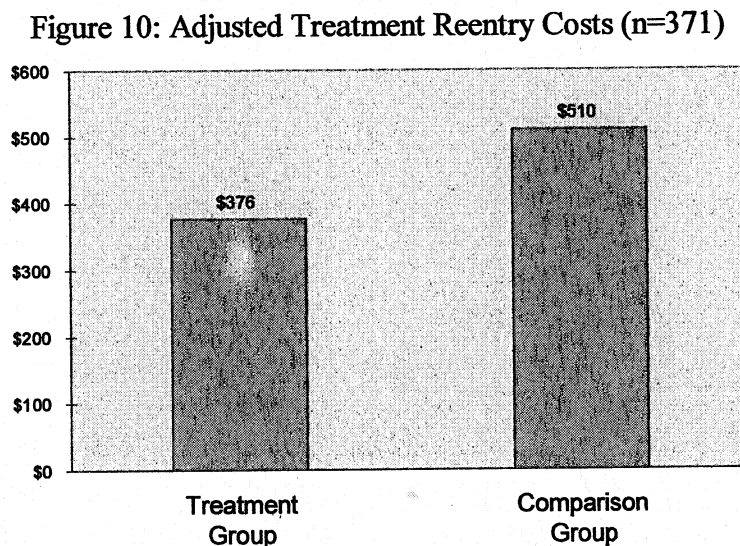 Figure 10: Adjusted Treatment Reentry Costs (n=371)
$600
$500
$400
$300
$200
$100
$0
$376
$510
Treatment
Group
Comparison
Group